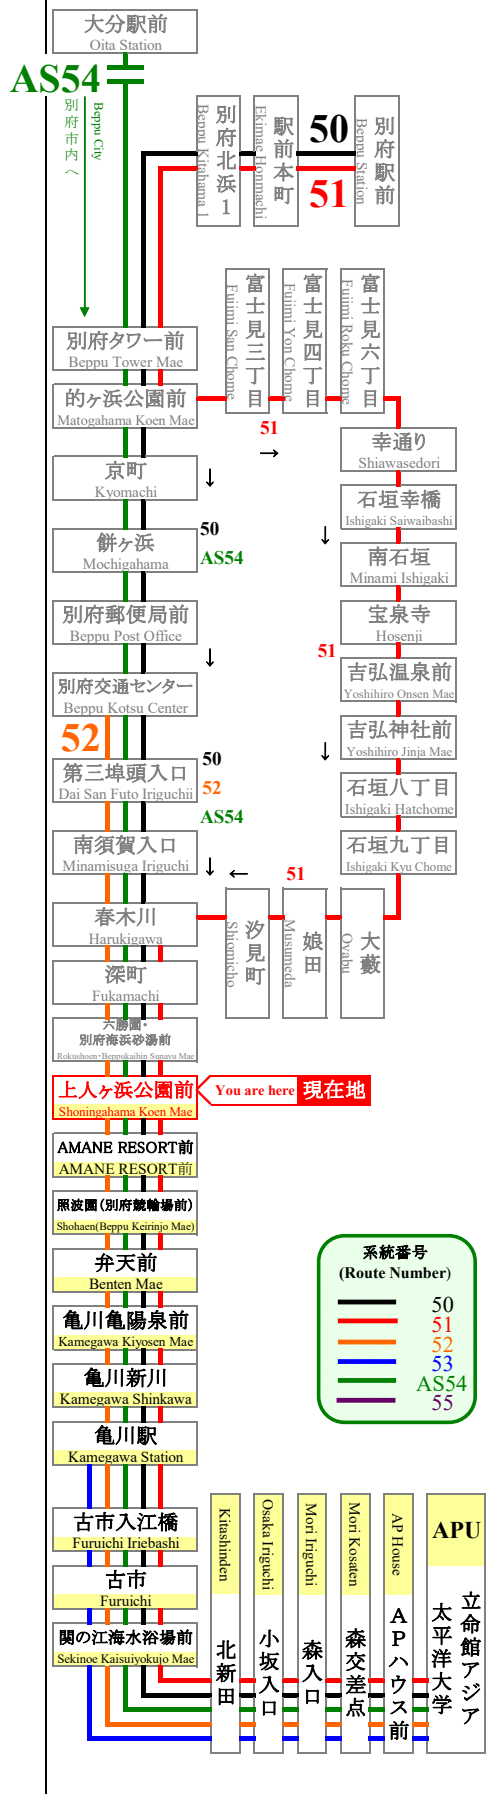 大分駅前
Oita Station
AS54
別府市内へ
Beppu City
別府北浜1
Beppu Kitahama 1
駅前本町
Ekimae Honmachi
50
51
別府駅前
Beppu Station
別府タワー前
Beppu Tower Mae
的ヶ浜公園前
Matogahama Koen Mae
富士見三丁目
Fujimi San Chome
富士見四丁目
Fujimi Yon Chome
富士見六丁目
Fujimi Roku Chome
51
→
幸通り
Shiawasedori
京町
Kyomachi
↓
石垣幸橋
Ishigaki Saiwaibashi
↓
餅ヶ浜
Mochigahama
50
AS54
南石垣
Minami Ishigaki
別府郵便局前
Beppu Post Office
宝泉寺
Hosenji
↓
51
吉弘温泉前
Yoshihiro Onsen Mae
別府交通センター
Beppu Kotsu Center
52
吉弘神社前
Yoshihiro Jinja Mae
↓
第三埠頭入口
Dai San Futo Iriguchii
50
52
AS54
石垣八丁目
Ishigaki Hatchome
南須賀入口
Minamisuga Iriguchi
石垣九丁目
Ishigaki Kyu Chome
↓
←
51
春木川
Harukigawa
汐見町
Shiomicho
娘田
Musumeda
大藪
Oyabu
深町
Fukamachi
六勝園・
別府海浜砂湯前
Rokushoen・Beppukaihin Sunayu Mae
上人ヶ浜公園前
Shoningahama Koen Mae
You are here 現在地
AMANE RESORT前
AMANE RESORT前
照波園(別府競輪場前)
Shohaen(Beppu Keirinjo Mae)
弁天前
Benten Mae
亀川亀陽泉前
Kamegawa Kiyosen Mae
亀川新川
Kamegawa Shinkawa
亀川駅
Kamegawa Station
系統番号
(Route Number)
50
51
52
53
AS54
55
古市入江橋
Furuichi Iriebashi
古市
Furuichi
関の江海水浴場前
Sekinoe Kaisuiyokujo Mae
Kitashinden
北新田
Osaka Iriguchi
小坂入口
Mori Iriguchi
森入口
Mori Kosaten
森交差点
AP House
APハウス前
APU
立命館アジア
太平洋大学